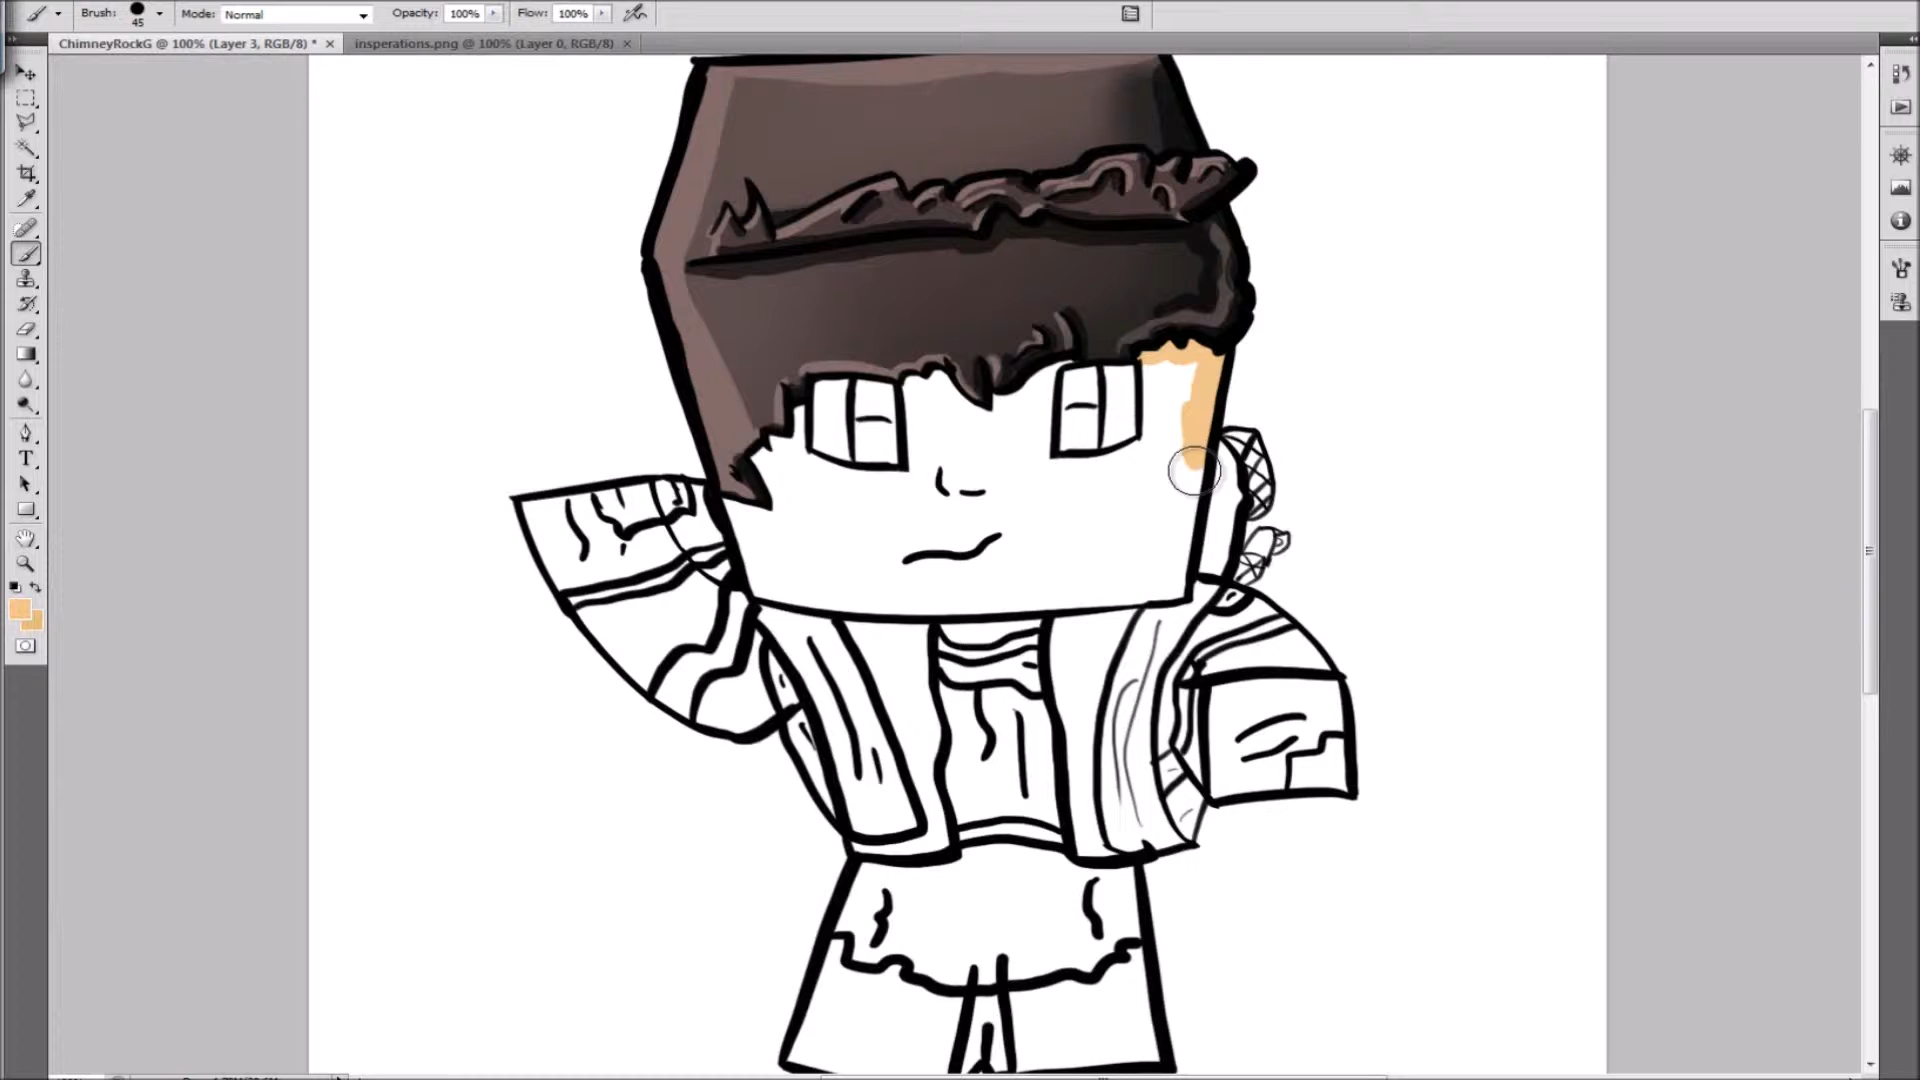 Brush: 45 Mode: Normal Opacity: 100% Flow: 100%
ChimneyRockG @ 100% (Layer 3, RGB/8) * × insperations.png @ 100% (Layer 0, RGB/8) ×
T